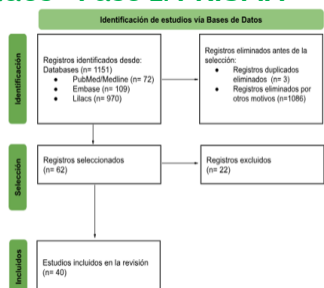 Identificación de estudios vía Bases de Datos
Identificación
Registros identificados desde:
Databases (n= 1151)
● PubMed/Medline (n= 72)
● Embase (n= 109)
● Lilacs (n= 970)
Registros eliminados antes de la
selección:
● Registros duplicados
eliminados (n= 3)
● Registros eliminados por
otros motivos (n=1086)
Selección
Registros seleccionados
(n= 62)
Registros excluidos
(n= 22)
Incluidos
Estudios incluidos en la revisión
(n= 40)